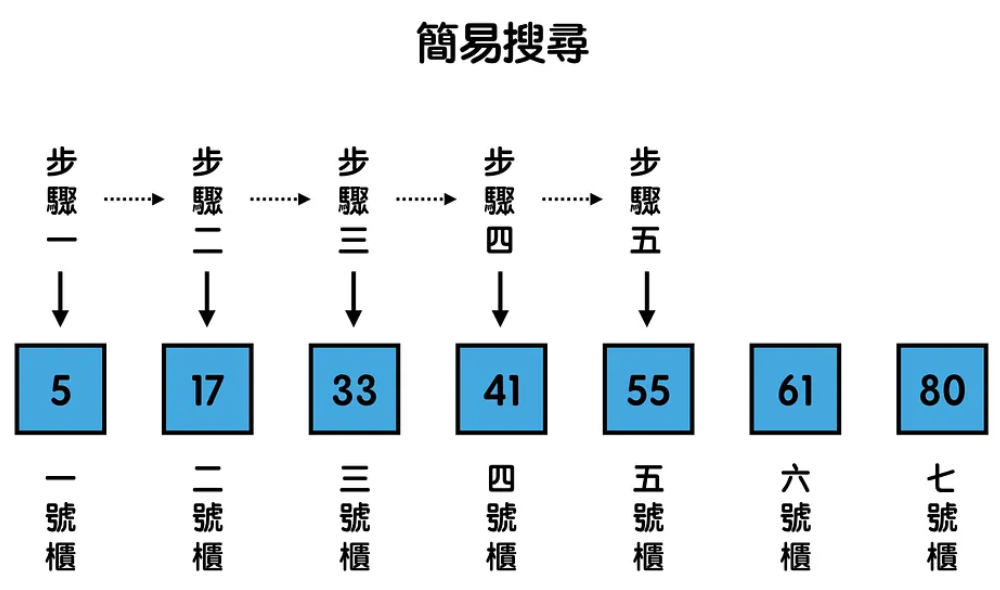 簡易搜尋
步驟一
步驟二
步驟三
步驟四
步驟五
5
17
33
41
55
61
80
一號櫃
二號櫃
三號櫃
四號櫃
五號櫃
六號櫃
七號櫃